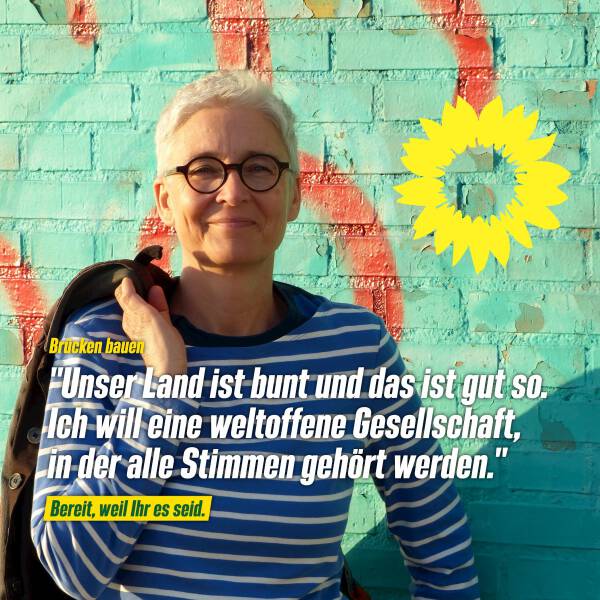 Brücken bauen
"Unser Land ist bunt und das ist gut so.
Ich will eine weltoffene Gesellschaft,
in der alle Stimmen gehört werden."
Bereit, weil Ihr es seid.